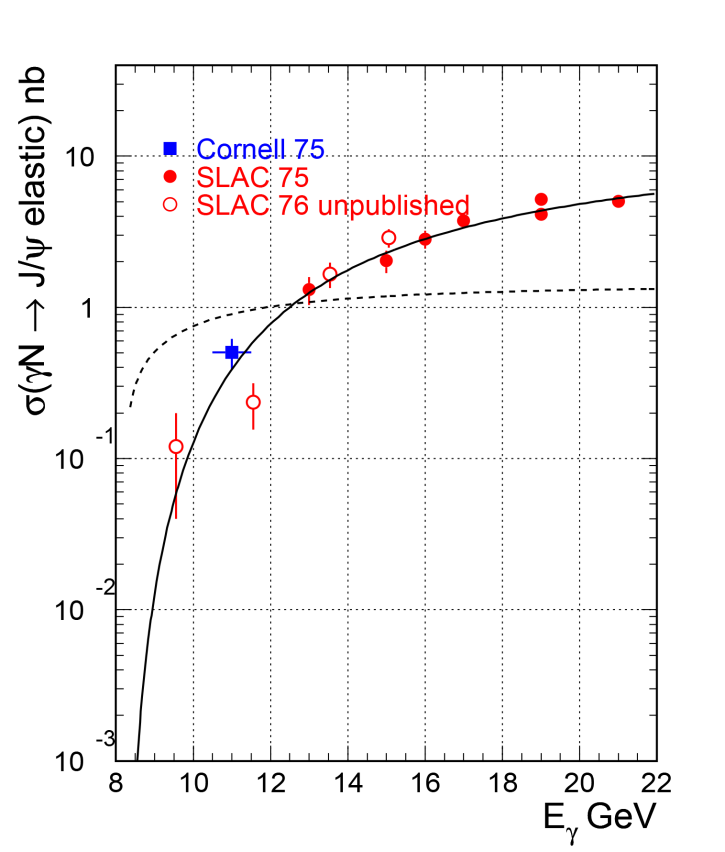 σ(γN → J/ψ elastic) nb
Cornell 75
SLAC 75
SLAC 76 unpublished
10
1
10 -1
10 -2
10 -3
8 10 12 14 16 18 20 22
Eγ GeV